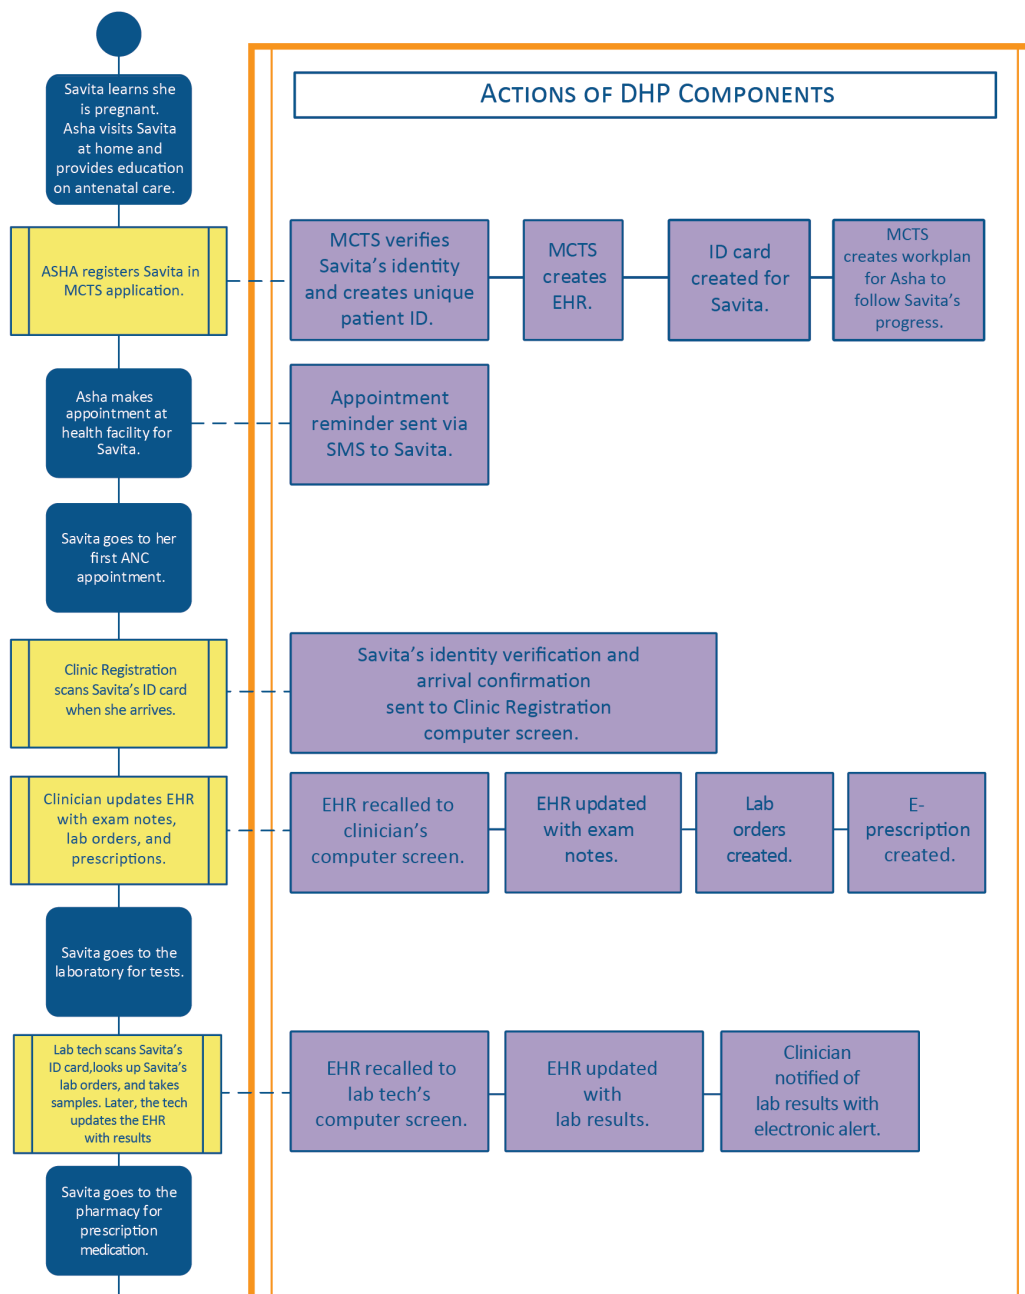 Savita learns she
is pregnant.
Asha visits Savita
at home and
provides education
on antenatal care.
ACTIONS OF DHP COMPONENTS
ASHA registers Savita in
MCTS application.
MCTS verifies
Savita's identity
and creates unique
patient ID.
MCTS
creates
EHR.
ID card
created for
Savita.
MCTS
creates workplan
for Asha to
follow Savita's
progress.
Asha makes
appointment at
health facility for
Savita.
Appointment
reminder sent via
SMS to Savita.
Savita goes to her
first ANC
appointment.
Clinic Registration
scans Savita's ID card
when she arrives.
Savita's identity verification and
arrival confirmation
sent to Clinic Registration
computer screen.
Clinician updates EHR
with exam notes,
lab orders, and
prescriptions.
EHR recalled to
clinician's
computer screen.
EHR updated
with exam
notes.
Lab
orders
created.
E-
prescription
created.
Savita goes to the
laboratory for tests.
Lab tech scans Savita's
ID card,looks up Savita's
lab orders, and takes
samples. Later, the tech
updates the EHR
with results
EHR recalled to
lab tech's
computer screen.
EHR updated
with
lab results.
Clinician
notified of
lab results with
electronic alert.
Savita goes to the
pharmacy for
prescription
medication.